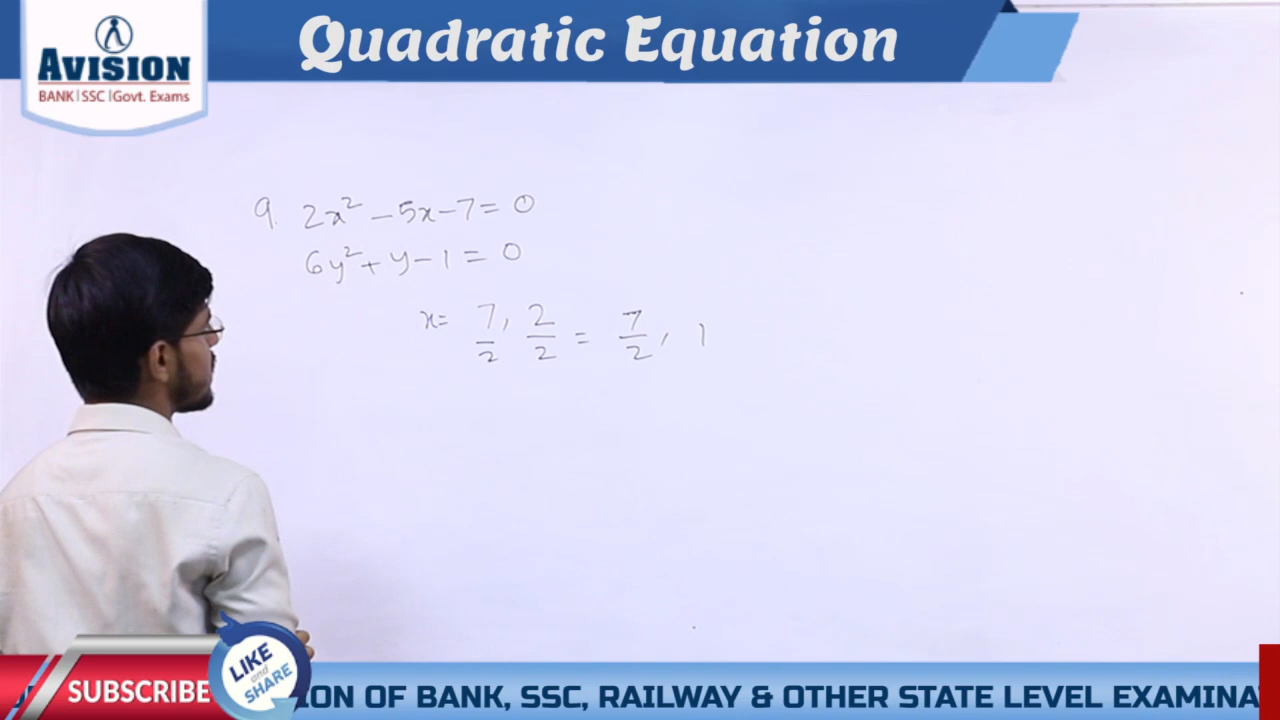 Quadratic Equation
AVISION
BANK | SSC | Govt. Exams
9. 2x² - 5x - 7 = 0
6y² + y - 1 = 0
x = 7/2, 2/2 = 7/2, 1
SUBSCRIBE
LIKE
and
SHARE
ION OF BANK, SSC, RAILWAY & OTHER STATE LEVEL EXAMINA